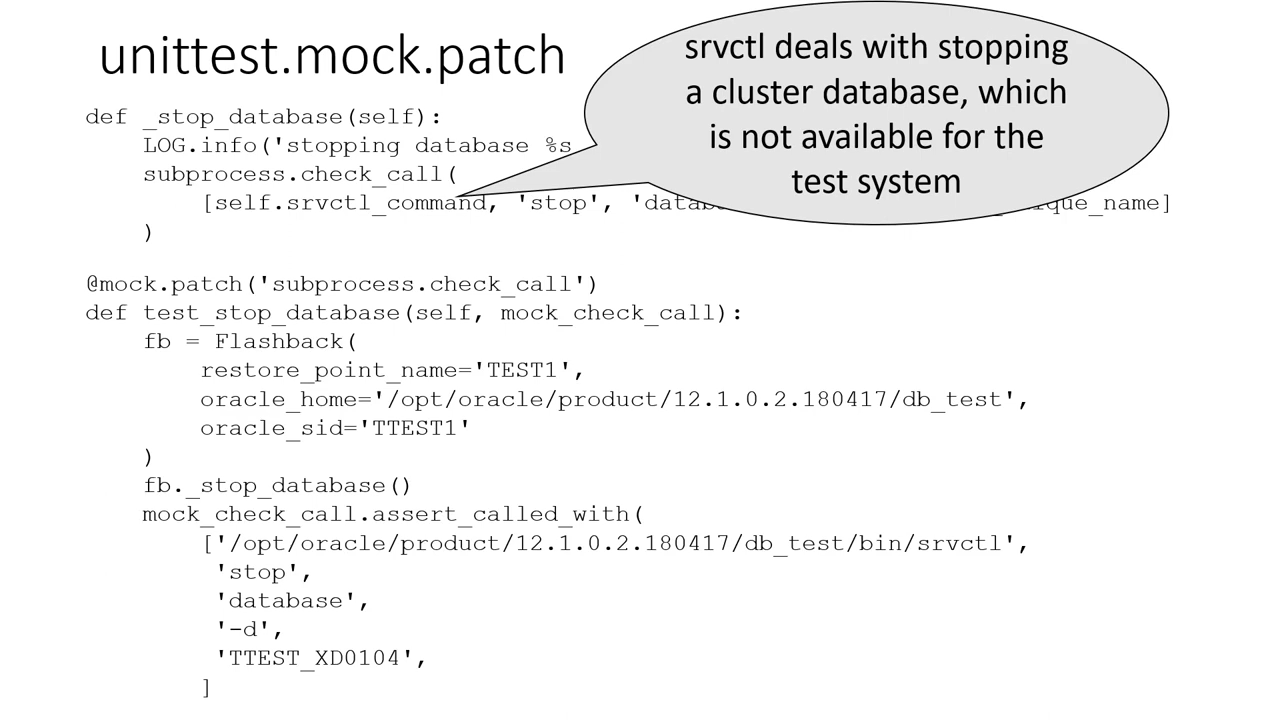 unittest.mock.patch
srvctl deals with stopping
a cluster database, which
is not available for the
test system
def _stop_database(self):
LOG.info('stopping database %s
subprocess.check_call(
[self.srvctl_command, 'stop', 'datab que_name]
)
@mock.patch('subprocess.check_call')
def test_stop_database(self, mock_check_call):
fb = Flashback(
restore_point_name='TEST1',
oracle_home='/opt/oracle/product/12.1.0.2.180417/db_test',
oracle_sid='TTEST1'
)
fb._stop_database()
mock_check_call.assert_called_with(
['/opt/oracle/product/12.1.0.2.180417/db_test/bin/srvctl',
'stop',
'database',
'-d',
'TTEST_XD0104',
]